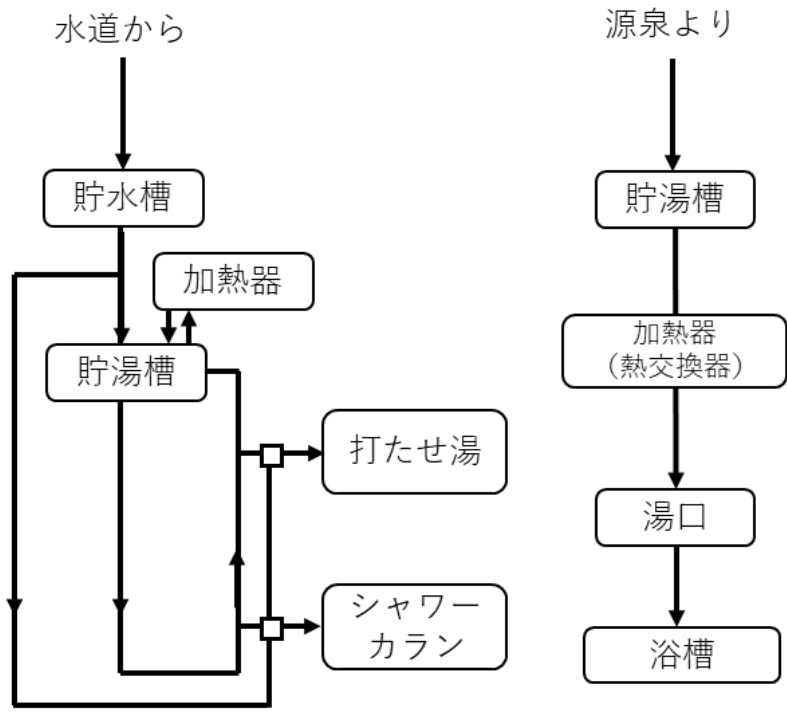 水道から
貯水槽
加熱器
貯湯槽
打たせ湯
シャワー
カラン
源泉より
貯湯槽
加熱器
（熱交換器）
湯口
浴槽